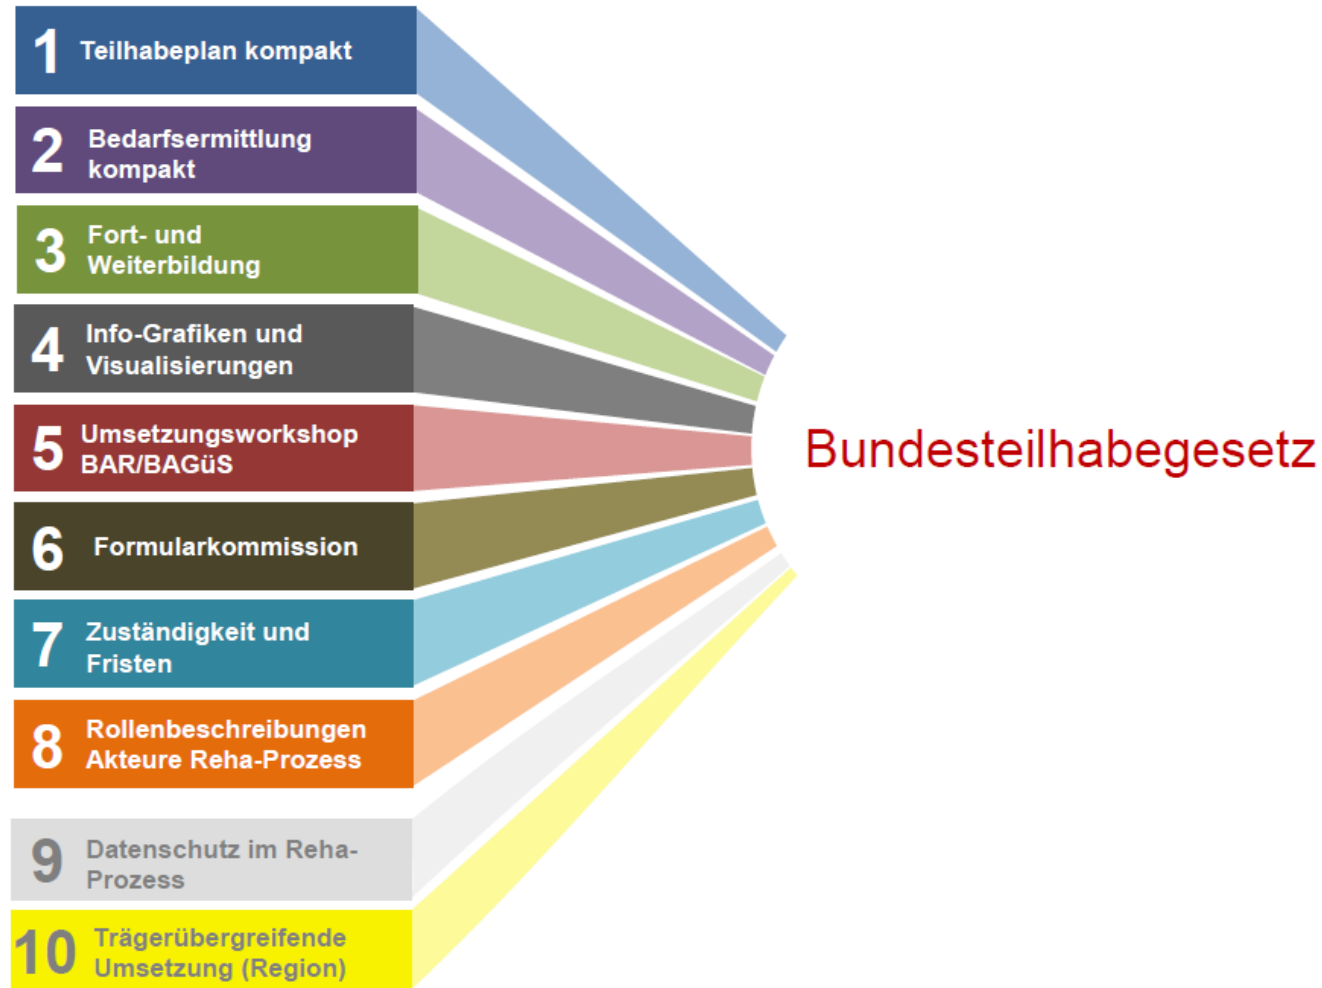 1 Teilhabeplan kompakt
2 Bedarfsermittlung
kompakt
3 Fort- und
Weiterbildung
4 Info-Grafiken und
Visualisierungen
5 Umsetzungsworkshop
BAR/BAGüS
6 Formularkommission
7 Zuständigkeit und
Fristen
8 Rollenbeschreibungen
Akteure Reha-Prozess
9 Datenschutz im Reha-
Prozess
10 Trägerübergreifende
Umsetzung (Region)
Bundesteilhabegesetz